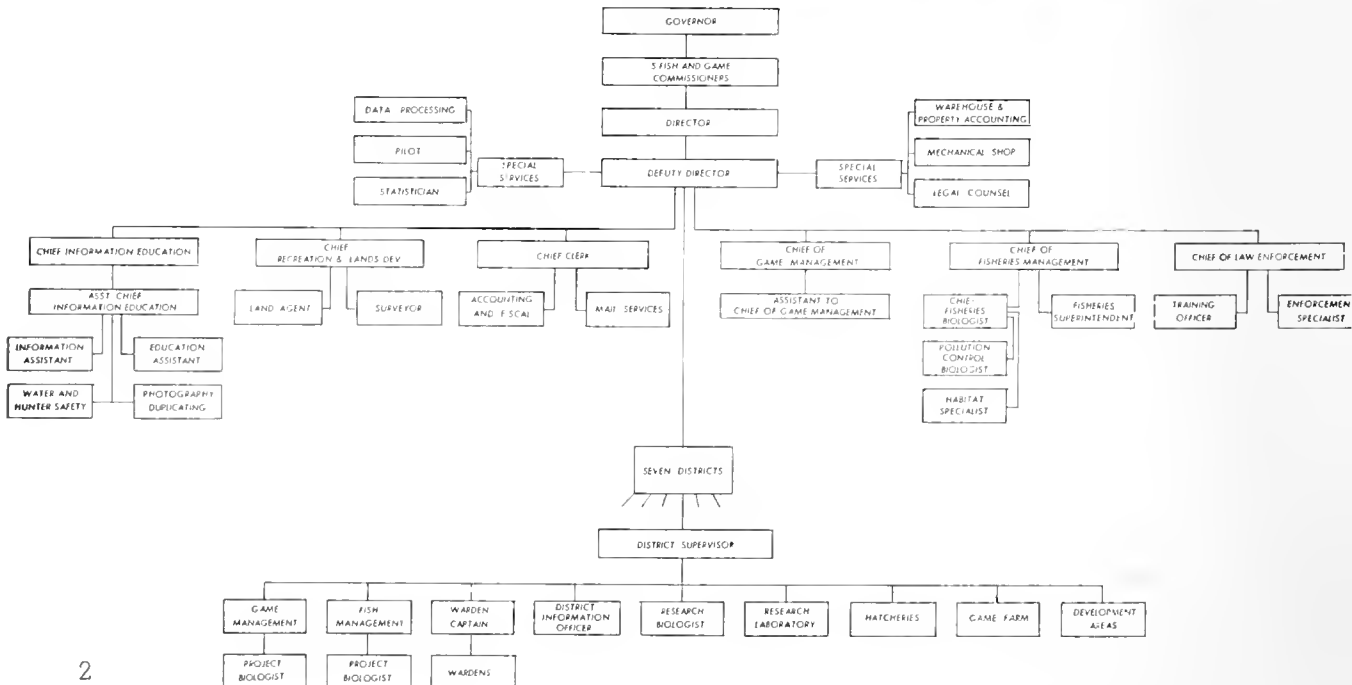 GOVERNOR
5 FISH AND GAME
COMMISSIONERS
DIRECTOR
DEPUTY DIRECTOR
DATA PROCESSING
PILOT
STATISTICIAN
SPECIAL
SERVICES
SPECIAL
SERVICES
WAREHOUSE &
PROPERTY ACCOUNTING
MECHANICAL SHOP
LEGAL COUNSEL
CHIEF INFORMATION EDUCATION
ASST CHIEF
INFORMATION EDUCATION
INFORMATION
ASSISTANT
EDUCATION
ASSISTANT
WATER AND
HUNTER SAFETY
PHOTOGRAPHY
DUPLICATING
CHIEF
RECREATION & LANDS DEV
LAND AGENT
SURVEYOR
CHIEF CLERK
ACCOUNTING
AND FISCAL
MAIL SERVICES
CHIEF OF
GAME MANAGEMENT
ASSISTANT TO
CHIEF OF GAME MANAGEMENT
CHIEF OF
FISHERIES MANAGEMENT
CHIEF
FISHERIES
BIOLOGIST
FISHERIES
SUPERINTENDENT
POLLUTION
CONTROL
BIOLOGIST
HABITAT
SPECIALIST
CHIEF OF LAW ENFORCEMENT
TRAINING
OFFICER
ENFORCEMEN
SPECIALIST
SEVEN DISTRICTS
DISTRICT SUPERVISOR
GAME
MANAGEMENT
FISH
MANAGEMENT
WARDEN
CAPTAIN
DISTRICT
INFORMATION
OFFICER
RESEARCH
BIOLOGIST
RESEARCH
LABORATORY
HATCHERIES
GAME FARM
DEVELOPMENT
AREAS
PROJECT
BIOLOGIST
PROJECT
BIOLOGIST
WARDENS
2